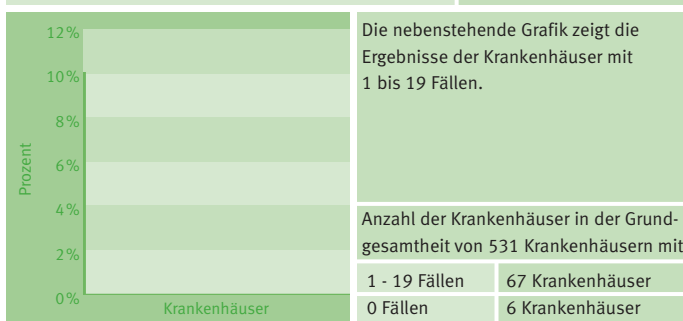 12%
10%
8%
6%
4%
2%
0%
Prozent
Krankenhäuser
Die nebenstehende Grafik zeigt die
Ergebnisse der Krankenhäuser mit
1 bis 19 Fällen.
Anzahl der Krankenhäuser in der Grund-
gesamtheit von 531 Krankenhäusern mit
1 - 19 Fällen 67 Krankenhäuser
0 Fällen 6 Krankenhäuser